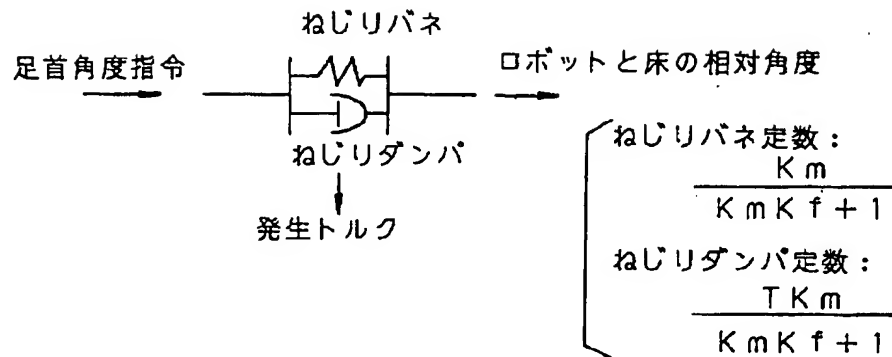 ねじりバネ
足首角度指令
ロボットと床の相対角度
ねじりダンパ
発生トルク
ねじりバネ定数：
Km
KmKf+1
ねじりダンパ定数：
TKm
KmKf+1